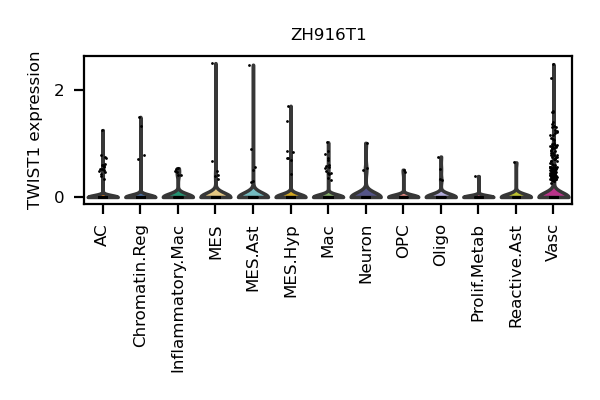 ZH916T1
TWIST1 expression
2
0
AC
Chromatin.Reg
Inflammatory.Mac
MES
MES.Ast
MES.Hyp
Mac
Neuron
OPC
Oligo
Prolif.Metab
Reactive.Ast
Vasc